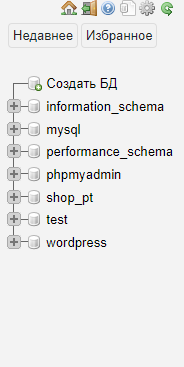 Недавнее Избранное
Создать БД
information_schema
mysql
performance_schema
phpmyadmin
shop_pt
test
wordpress